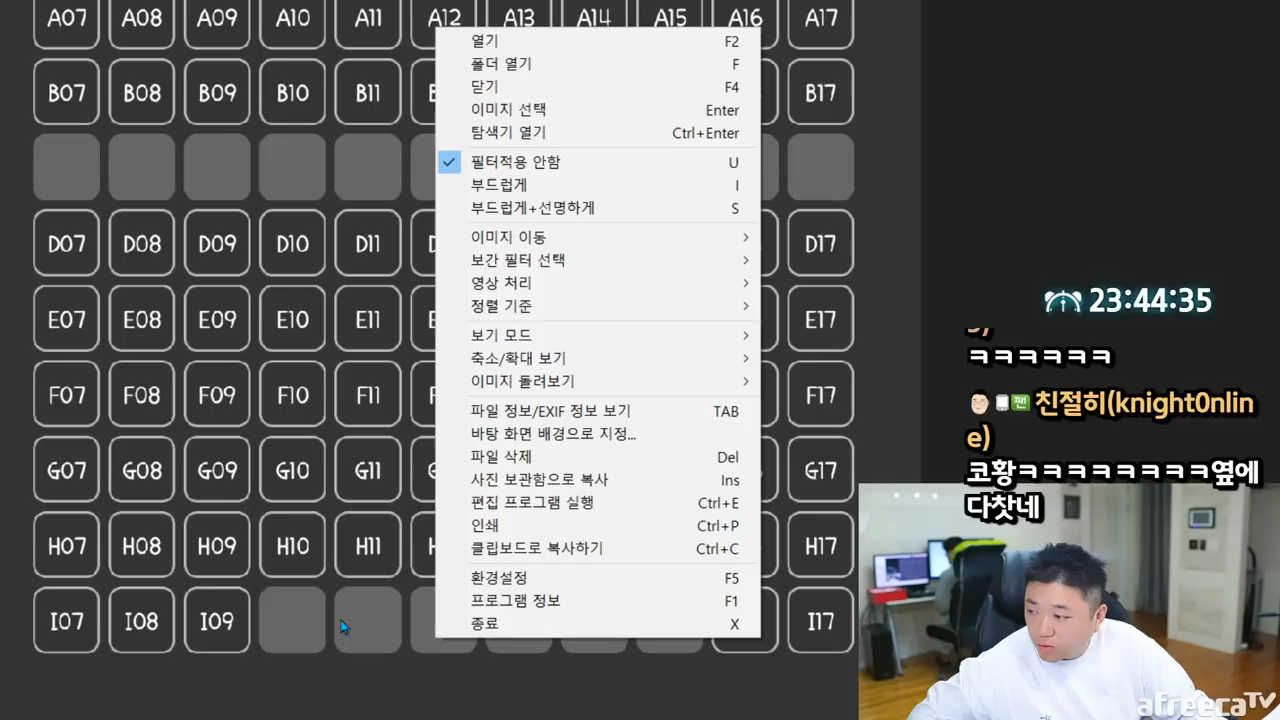 A07 A08 A09 A10 A11 A12 A13 A14 A15 A16 A17
열기 F2
폴더 열기 F
닫기 F4
이미지 선택 Enter
탐색기 열기 Ctrl+Enter
필터적용 안함 U
부드럽게 I
부드럽게+선명하게 S
이미지 이동
보간 필터 선택
영상 처리
정렬 기준
보기 모드
축소/확대 보기
이미지 돌려보기
파일 정보/EXIF 정보 보기 TAB
바탕 화면 배경으로 지정...
파일 삭제 Del
사진 보관함으로 복사 Ins
편집 프로그램 실행 Ctrl+E
인쇄 Ctrl+P
클립보드로 복사하기 Ctrl+C
환경설정 F5
프로그램 정보 F1
종료 X
B07 B08 B09 B10 B11 B17
D07 D08 D09 D10 D11 D17
E07 E08 E09 E10 E11 E17
F07 F08 F09 F10 F11 F17
G07 G08 G09 G10 G11 G17
H07 H08 H09 H10 H11 H17
I07 I08 I09 I17
23:44:35
ㅋㅋㅋㅋㅋㅋ
팬 친절히(knight0nlin
e)
코황ㅋㅋㅋㅋㅋㅋㅋㅋ옆에
다찻네
afreecaTV